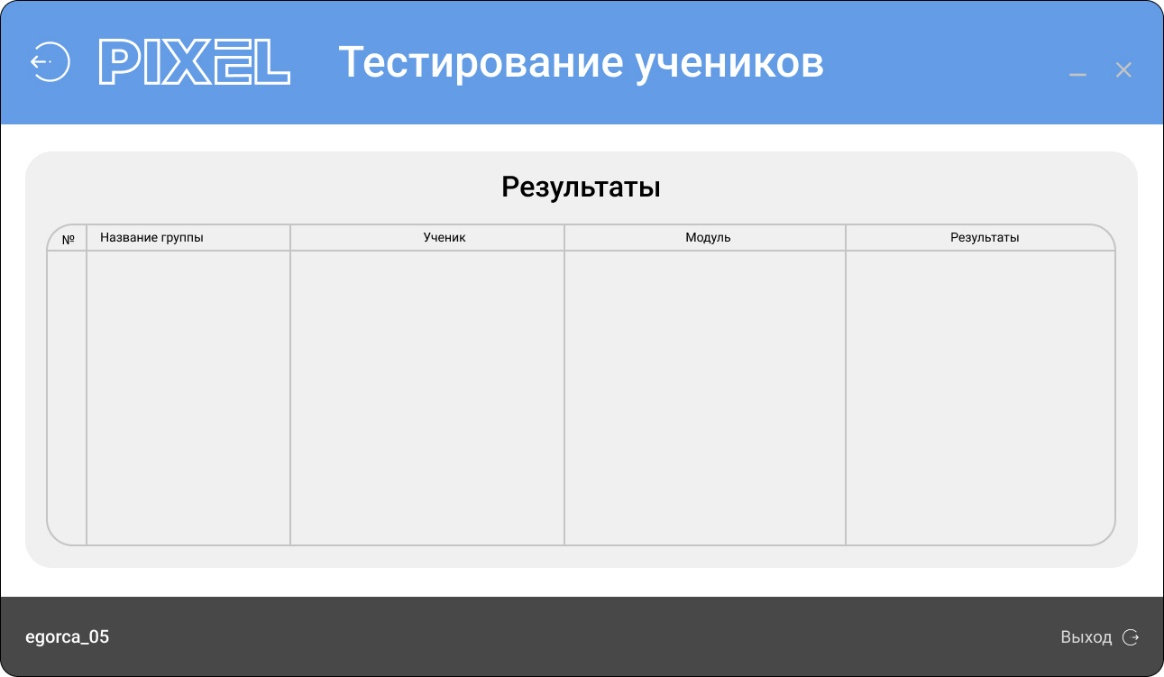 PIXEL Тестирование учеников
Результаты
№ Название группы Ученик Модуль Результаты
egorca_05 Выход